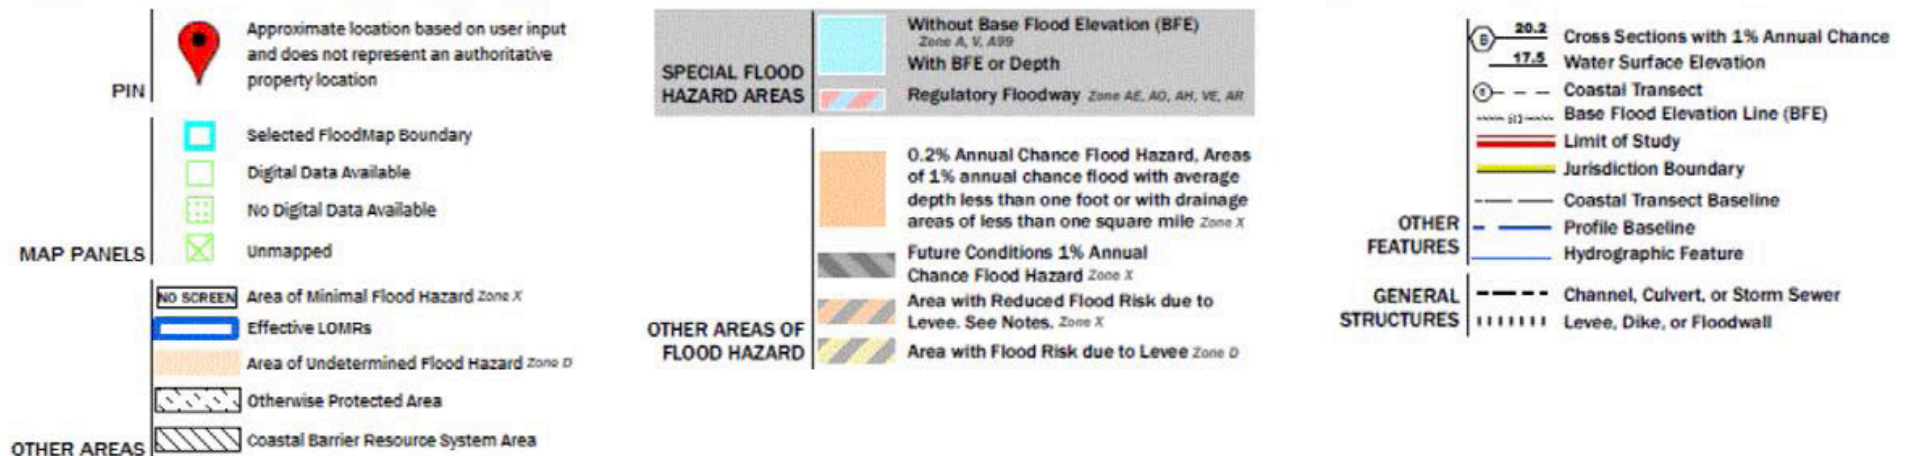 PIN
Approximate location based on user input
and does not represent an authoritative
property location
MAP PANELS
Selected FloodMap Boundary
Digital Data Available
No Digital Data Available
Unmapped
OTHER AREAS
NO SCREEN Area of Minimal Flood Hazard Zone X
Effective LOMRs
Area of Undetermined Flood Hazard Zone D
Otherwise Protected Area
Coastal Barrier Resource System Area
SPECIAL FLOOD
HAZARD AREAS
Without Base Flood Elevation (BFE)
Zone A, V, A99
With BFE or Depth
Regulatory Floodway Zone AE, AO, AH, VE, AR
OTHER AREAS OF
FLOOD HAZARD
0.2% Annual Chance Flood Hazard, Areas
of 1% annual chance flood with average
depth less than one foot or with drainage
areas of less than one square mile Zone X
Future Conditions 1% Annual
Chance Flood Hazard Zone X
Area with Reduced Flood Risk due to
Levee. See Notes. Zone X
Area with Flood Risk due to Levee Zone D
OTHER
FEATURES
B 20.2 Cross Sections with 1% Annual Chance
17.5 Water Surface Elevation
Coastal Transect
Base Flood Elevation Line (BFE)
Limit of Study
Jurisdiction Boundary
Coastal Transect Baseline
Profile Baseline
Hydrographic Feature
GENERAL
STRUCTURES
Channel, Culvert, or Storm Sewer
Levee, Dike, or Floodwall